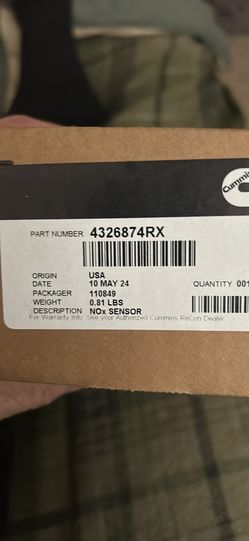 Cummins
PART NUMBER 4326874RX
ORIGIN USA
DATE 10 MAY 24 QUANTITY 001
PACKAGER 110849
WEIGHT 0.81 LBS
DESCRIPTION NOx SENSOR
For Warranty Info. See your Authorized Cummins ReCon Dealer